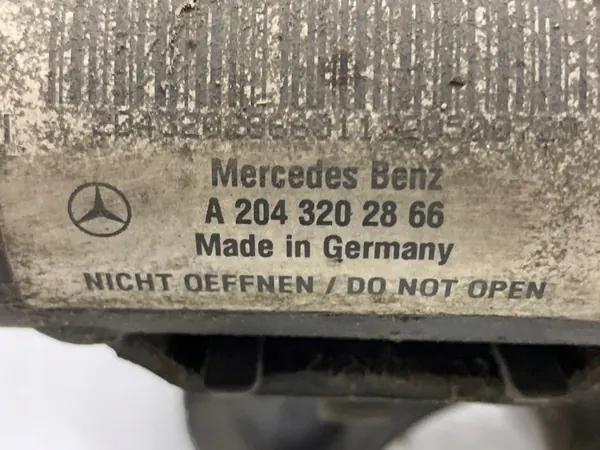 Mercedes Benz
A 204 320 28 66
Made in Germany
NICHT OEFFNEN / DO NOT OPEN